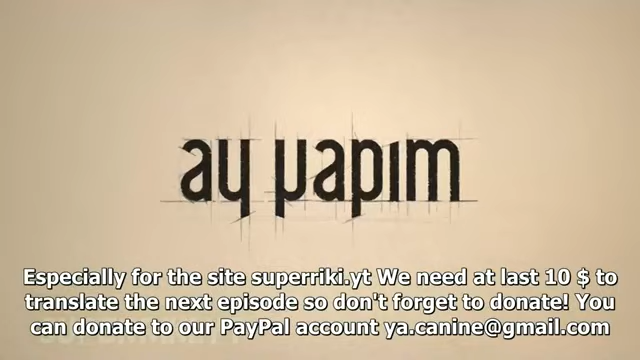 ay yapım
Especially for the site superriki.yt We need at last 10 $ to
translate the next episode so don't forget to donate! You
can donate to our PayPal account ya.canine@gmail.com